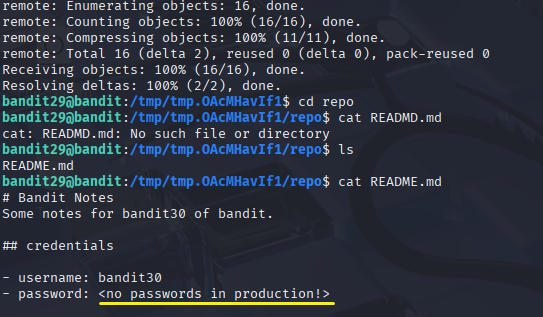 remote: Enumerating objects: 16, done.
remote: Counting objects: 100% (16/16), done.
remote: Compressing objects: 100% (11/11), done.
remote: Total 16 (delta 2), reused 0 (delta 0), pack-reused 0
Receiving objects: 100% (16/16), done.
Resolving deltas: 100% (2/2), done.
bandit29@bandit:/tmp/tmp.OAcMHavIf1$ cd repo
bandit29@bandit:/tmp/tmp.OAcMHavIf1/repo$ cat READMD.md
cat: READMD.md: No such file or directory
bandit29@bandit:/tmp/tmp.OAcMHavIf1/repo$ ls
README.md
bandit29@bandit:/tmp/tmp.OAcMHavIf1/repo$ cat README.md
# Bandit Notes
Some notes for bandit30 of bandit.
## credentials
- username: bandit30
- password: <no passwords in production!>